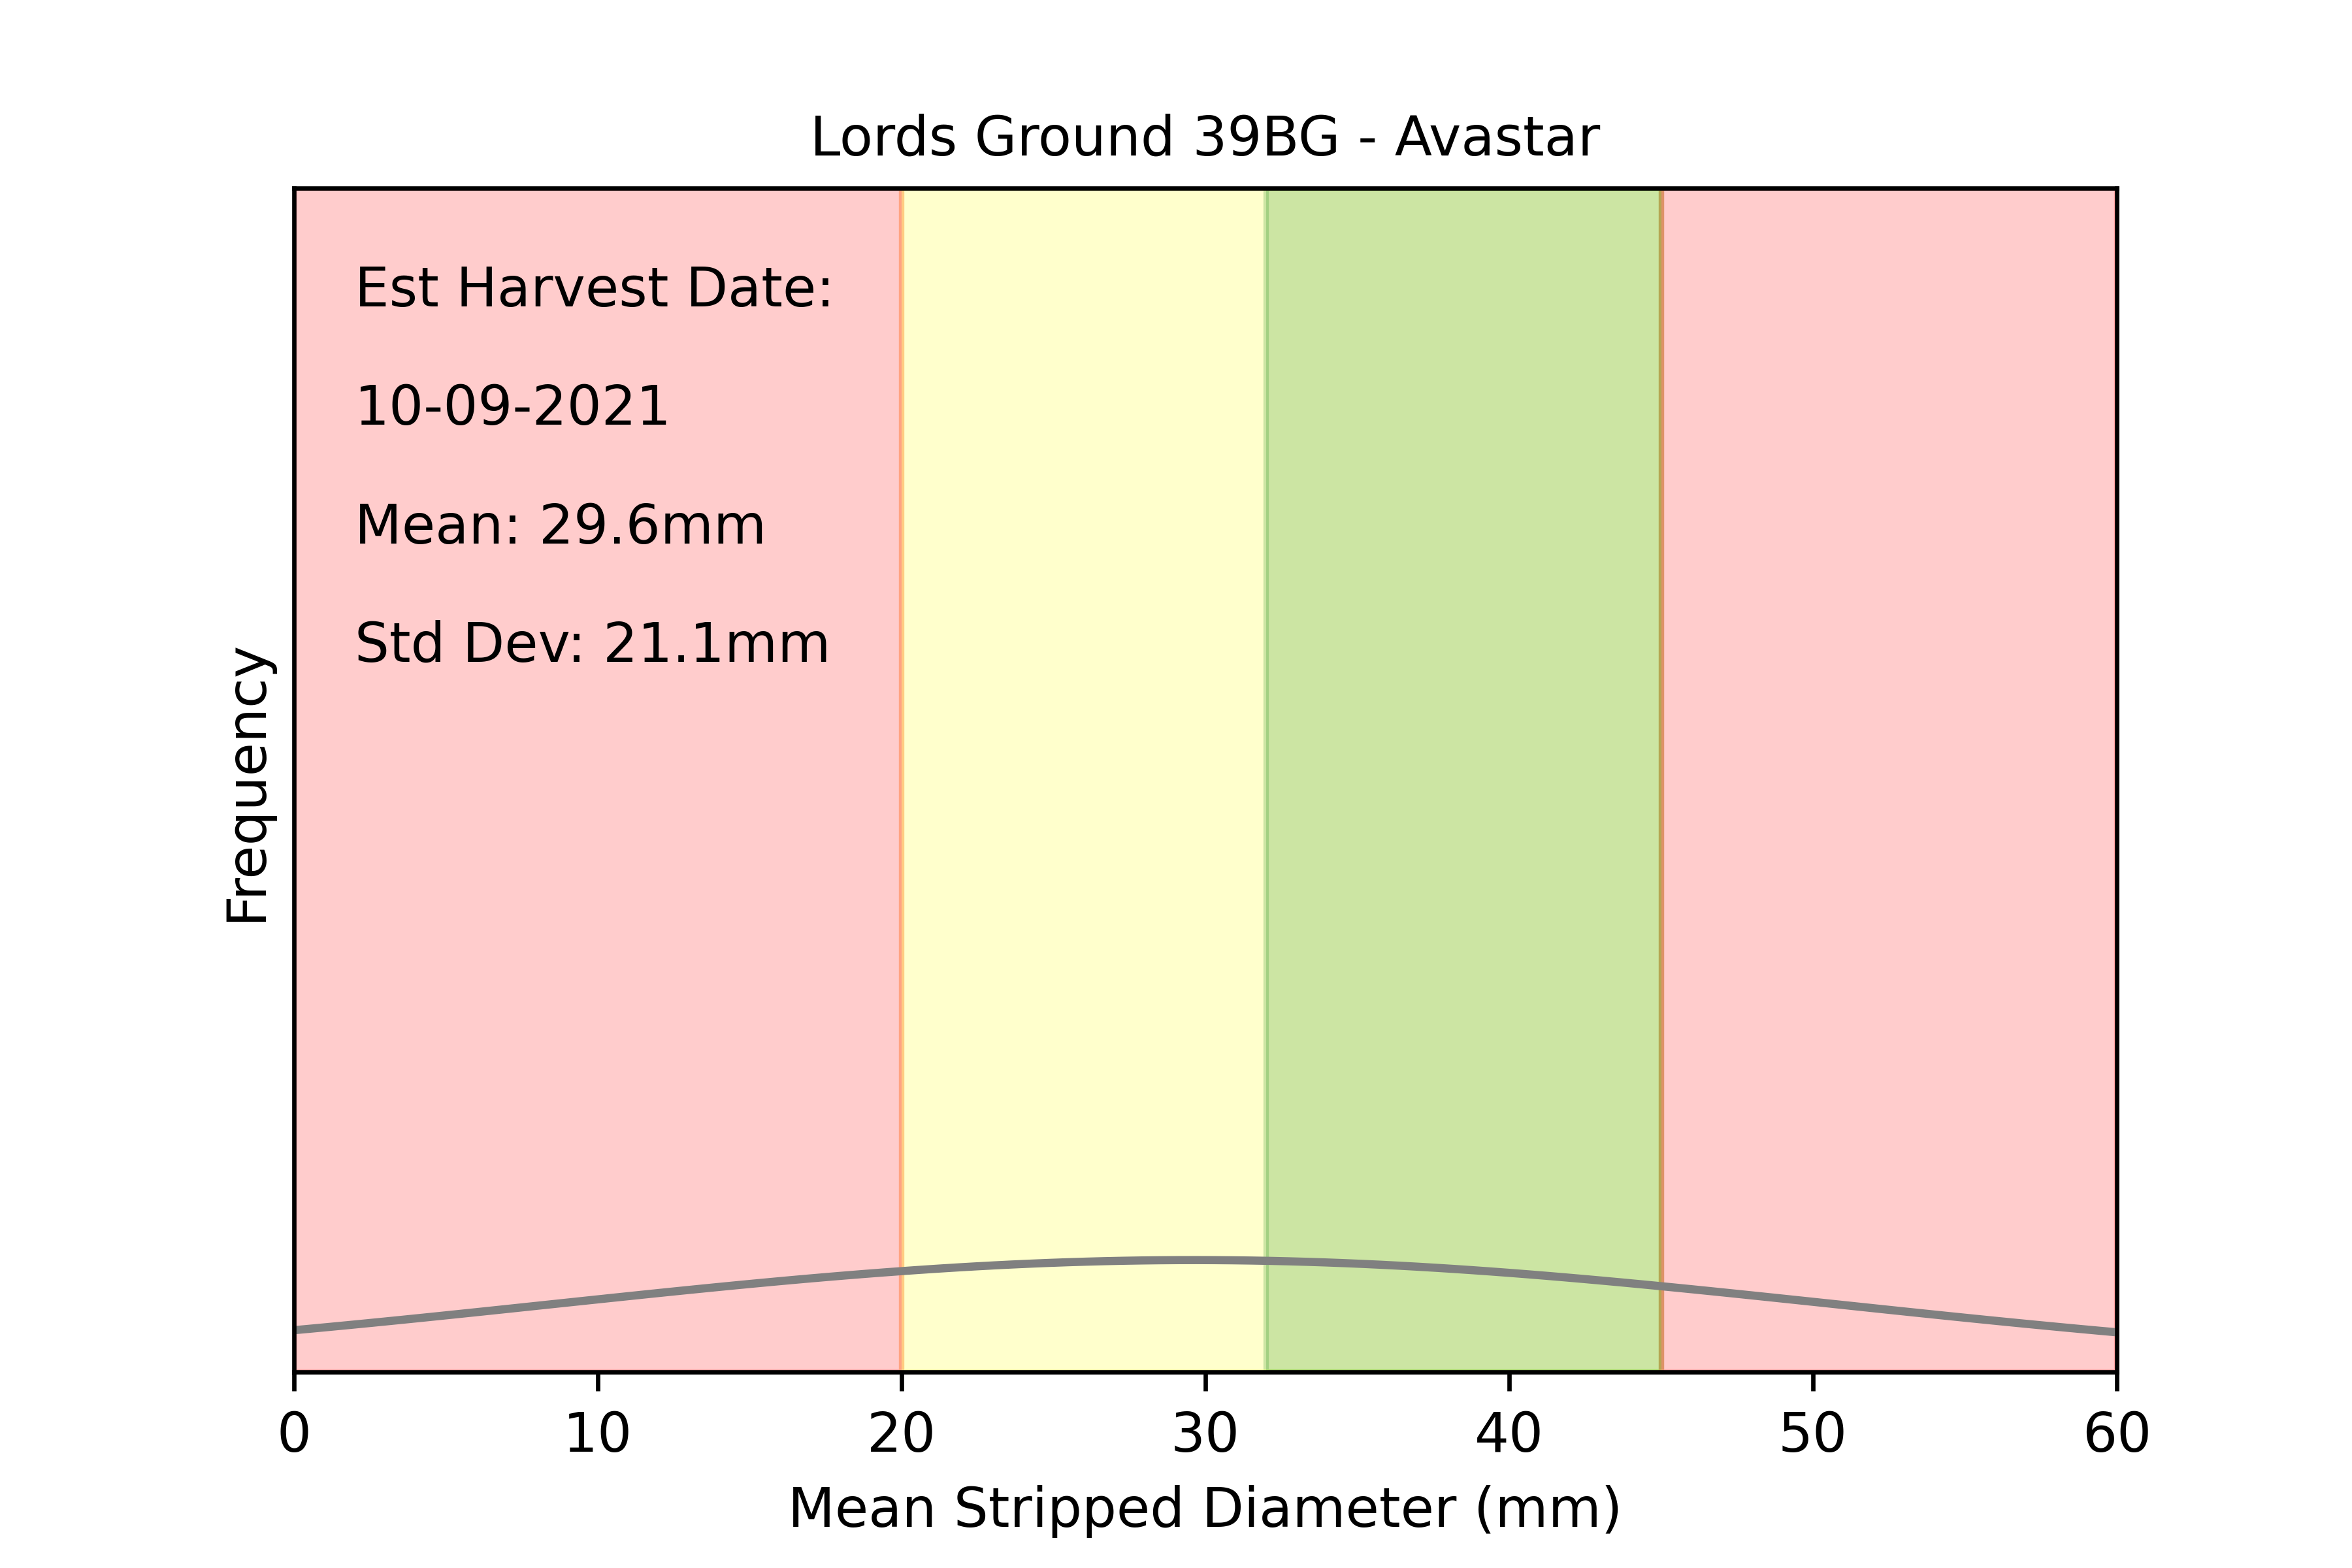 Lords Ground 39BG - Avastar
Est Harvest Date:
10-09-2021
Mean: 29.6mm
Std Dev: 21.1mm
Frequency
0 10 20 30 40 50 60
Mean Stripped Diameter (mm)